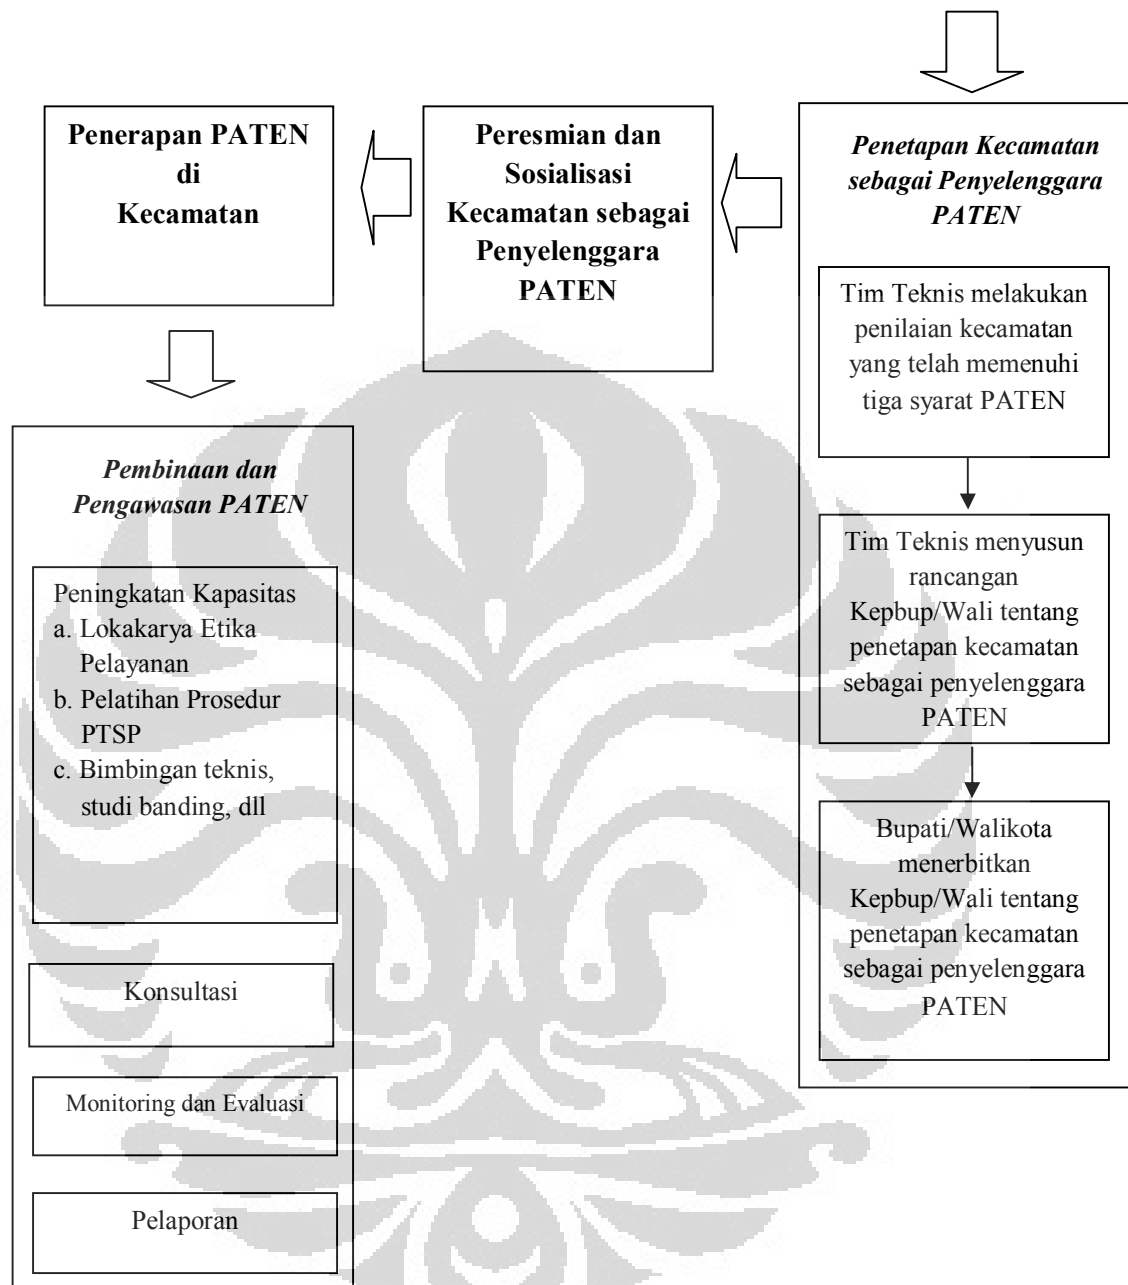 Penerapan PATEN
di
Kecamatan
Peresmian dan
Sosialisasi
Kecamatan sebagai
Penyelenggara
PATEN
Penetapan Kecamatan
sebagai Penyelenggara
PATEN
Tim Teknis melakukan
penilaian kecamatan
yang telah memenuhi
tiga syarat PATEN
Tim Teknis menyusun
rancangan
Kepbup/Wali tentang
penetapan kecamatan
sebagai penyelenggara
PATEN
Bupati/Walikota
menerbitkan
Kepbup/Wali tentang
penetapan kecamatan
sebagai penyelenggara
PATEN
Pembinaan dan
Pengawasan PATEN
Peningkatan Kapasitas
a. Lokakarya Etika
Pelayanan
b. Pelatihan Prosedur
PTSP
c. Bimbingan teknis,
studi banding, dll
Konsultasi
Monitoring dan Evaluasi
Pelaporan